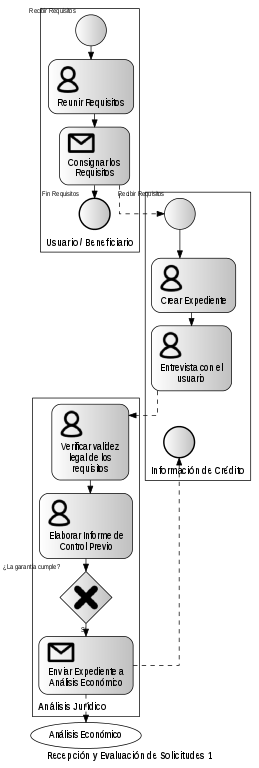 Recibir Requisitos
Reunir Requisitos
Consignar los
Requisitos
Fin Requisitos
Recibir Requisitos
Usuario / Beneficiario
Crear Expediente
Entrevista con el
usuario
Información de Crédito
Verificar validez
legal de los
requisitos
Elaborar Informe de
Control Previo
¿La garantía cumple?
Enviar Expediente a
Análisis Económico
Análisis Jurídico
Análisis Económico
Recepción y Evaluación de Solicitudes 1